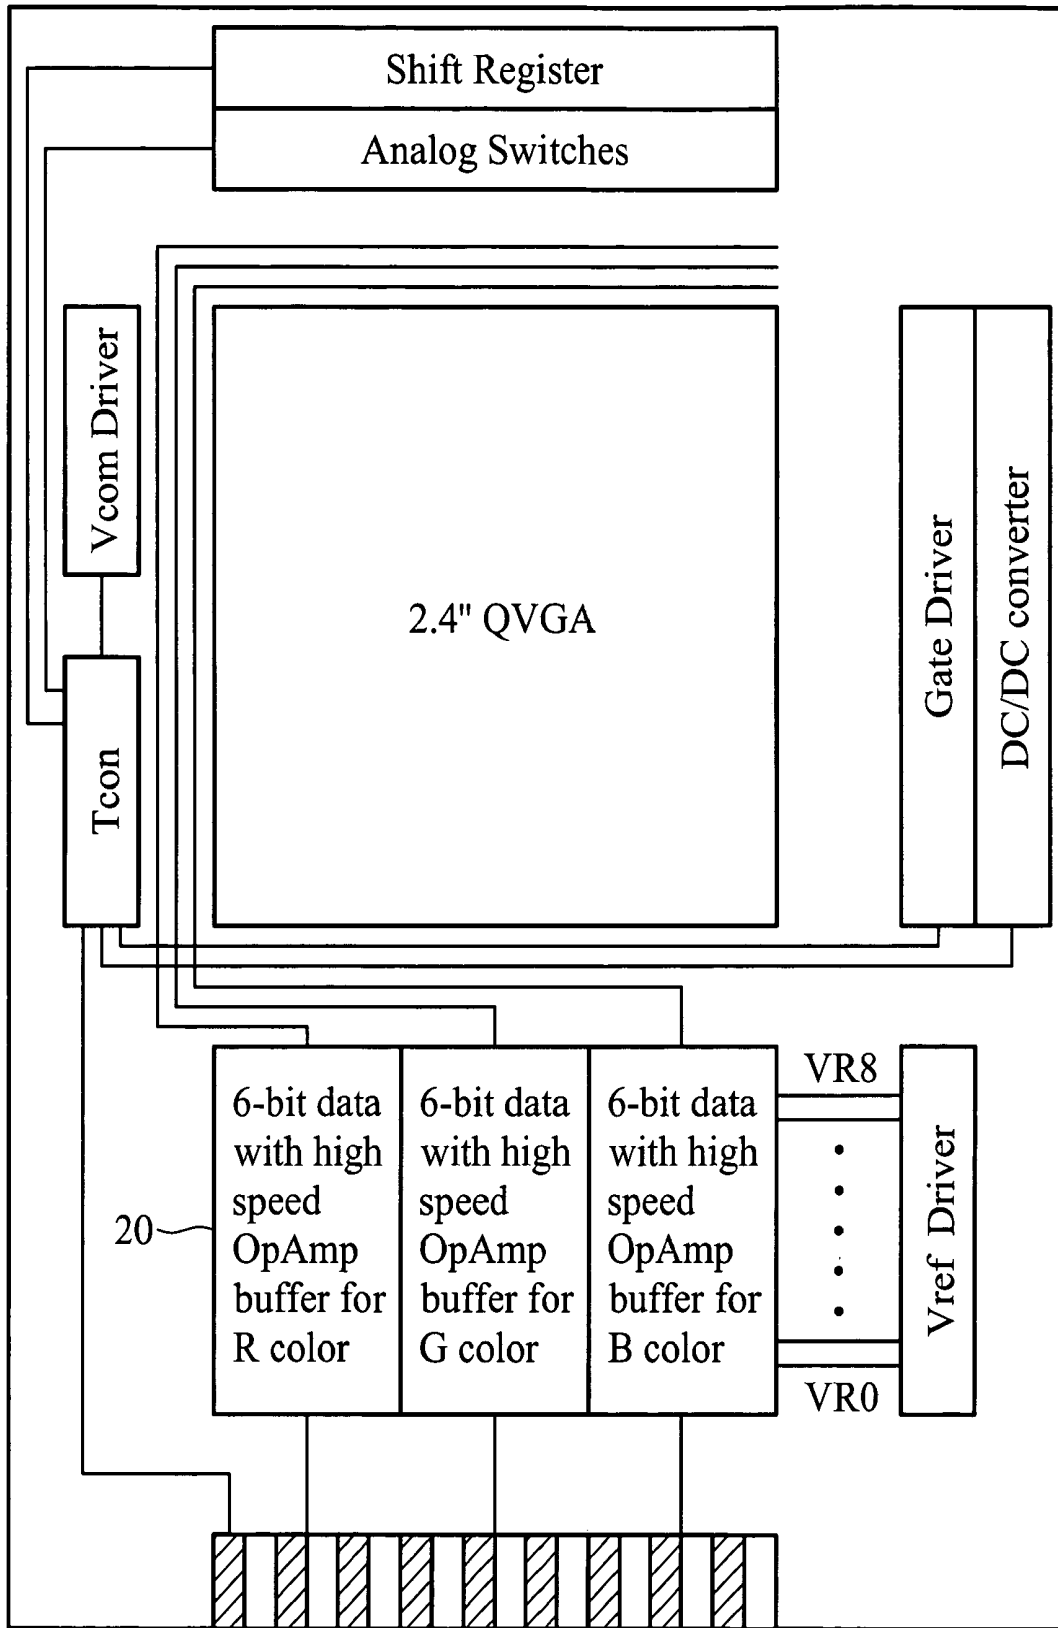 Shift Register
Analog Switches
Vcom Driver
2.4" QVGA
Gate Driver
DC/DC converter
Tcon
6-bit data
with high
speed
OpAmp
buffer for
R color
6-bit data
with high
speed
OpAmp
buffer for
G color
6-bit data
with high
speed
OpAmp
buffer for
B color
VR8
VR0
Vref Driver
20